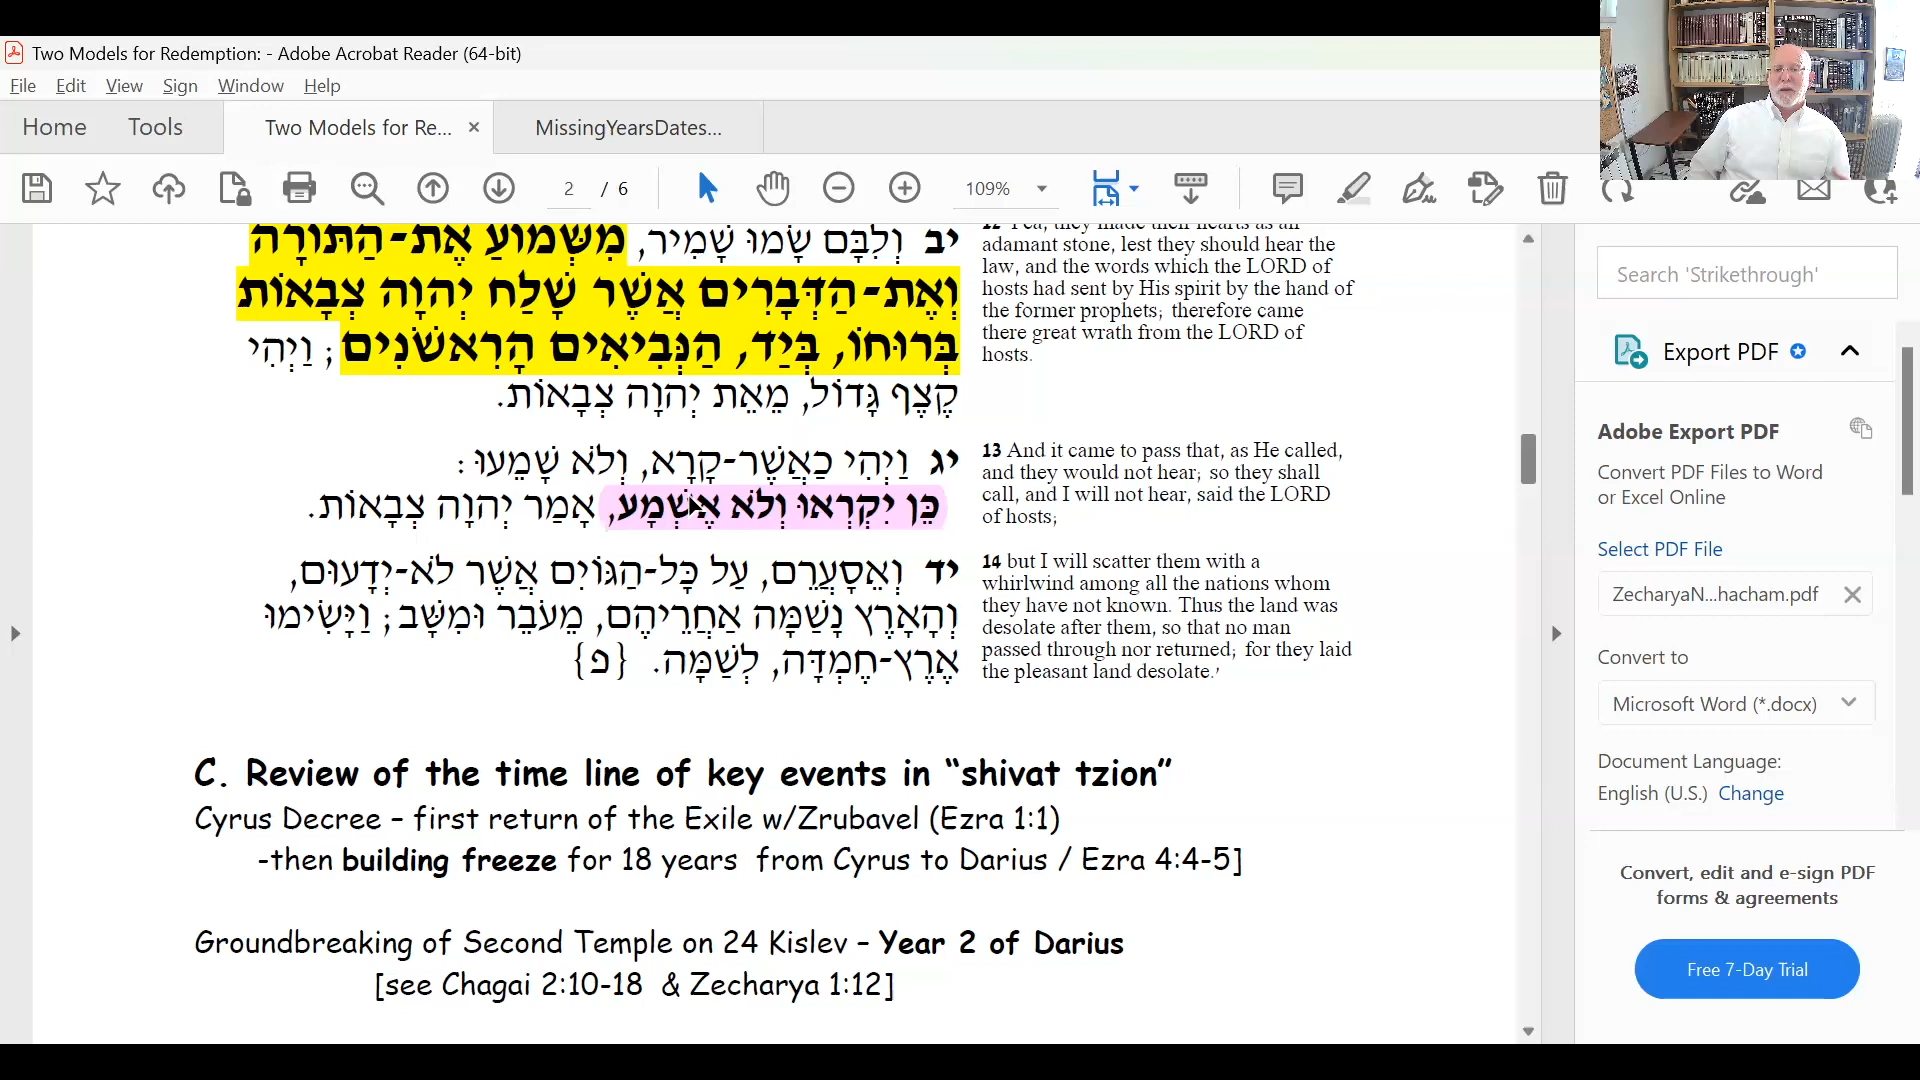 Two Models for Redemption: - Adobe Acrobat Reader (64-bit)
File Edit View Sign Window Help
Home Tools Two Models for Re... × MissingYearsDates...
2 / 6 109%
יב וְלִבָּם שָׂמוּ שָׁמִיר, מִשְּׁמוֹעַ אֶת-הַתּוֹרָה
וְאֶת-הַדְּבָרִים אֲשֶׁר שָׁלַח יְהוָה צְבָאוֹת
בְּרוּחוֹ, בְּיַד, הַנְּבִיאִים הָרִאשֹׁנִים; וַיְהִי
קֶצֶף גָּדוֹל, מֵאֵת יְהוָה צְבָאוֹת.
12 Yea, they made their hearts as an
adamant stone, lest they should hear the
law, and the words which the LORD of
hosts had sent by His spirit by the hand of
the former prophets; therefore came
there great wrath from the LORD of
hosts.
יג וַיְהִי כַאֲשֶׁר-קָרָא, וְלֹא שָׁמֵעוּ:
כֵּן יִקְרְאוּ וְלֹא אֶשְׁמָע, אָמַר יְהוָה צְבָאוֹת.
13 And it came to pass that, as He called,
and they would not hear; so they shall
call, and I will not hear, said the LORD
of hosts;
יד וְאֵסָעֲרֵם, עַל כָּל-הַגּוֹיִם אֲשֶׁר לֹא-יְדָעוּם,
וְהָאָרֶץ נָשַׁמָּה אַחֲרֵיהֶם, מֵעֹבֵר וּמִשָּׁב; וַיָּשִׂימוּ
אֶרֶץ-חֶמְדָּה, לְשַׁמָּה. {פ}
14 but I will scatter them with a
whirlwind among all the nations whom
they have not known. Thus the land was
desolate after them, so that no man
passed through nor returned; for they laid
the pleasant land desolate.'
C. Review of the time line of key events in “shivat tzion”
Cyrus Decree – first return of the Exile w/Zrubavel (Ezra 1:1)
-then building freeze for 18 years from Cyrus to Darius / Ezra 4:4-5]
Groundbreaking of Second Temple on 24 Kislev – Year 2 of Darius
[see Chagai 2:10-18 & Zecharya 1:12]
Search 'Strikethrough'
Export PDF
Adobe Export PDF
Convert PDF Files to Word
or Excel Online
Select PDF File
ZecharyaN...hacham.pdf
Convert to
Microsoft Word (*.docx)
Document Language:
English (U.S.) Change
Convert, edit and e-sign PDF
forms & agreements
Free 7-Day Trial